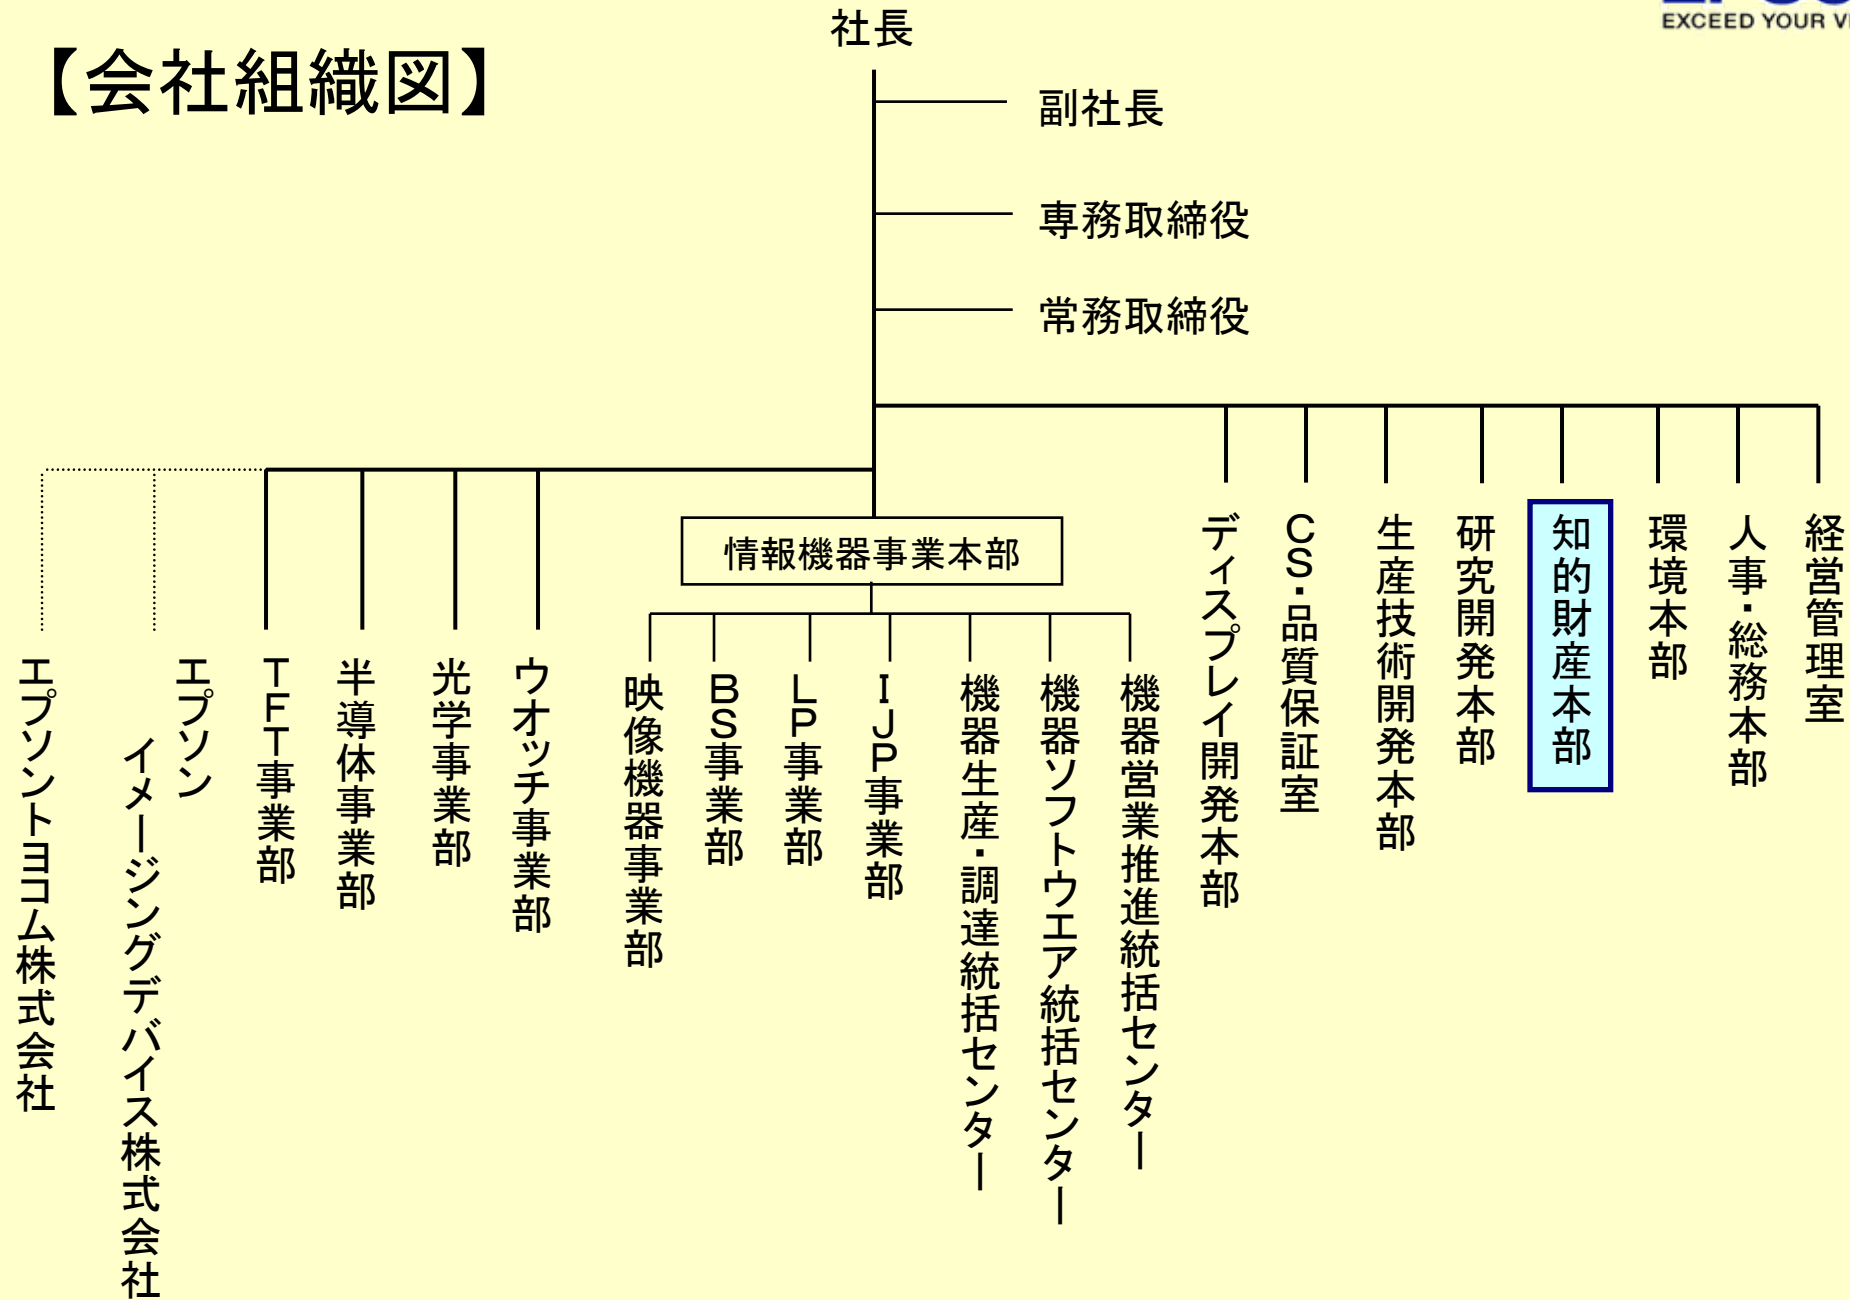 EXCEED YOUR
【会社組織図】
社長
副社長
専務取締役
常務取締役
情報機器事業本部
エプソントヨコム株式会社
エプソン
イメージングデバイス株式会社
TFT事業部
半導体事業部
光学事業部
ウオッチ事業部
映像機器事業部
BS事業部
LP事業部
IJP事業部
機器生産・調達統括センター
機器ソフトウエア統括センター
機器営業推進統括センター
ディスプレイ開発本部
CS・品質保証室
生産技術開発本部
研究開発本部
知的財産本部
環境本部
人事・総務本部
経営管理室